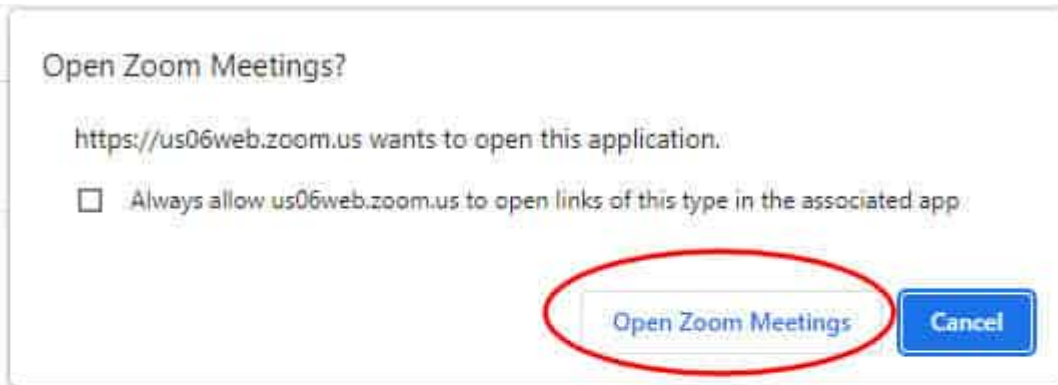 Open Zoom Meetings?
https://us06web.zoom.us wants to open this application.
Always allow us06web.zoom.us to open links of this type in the associated app
Open Zoom Meetings
Cancel